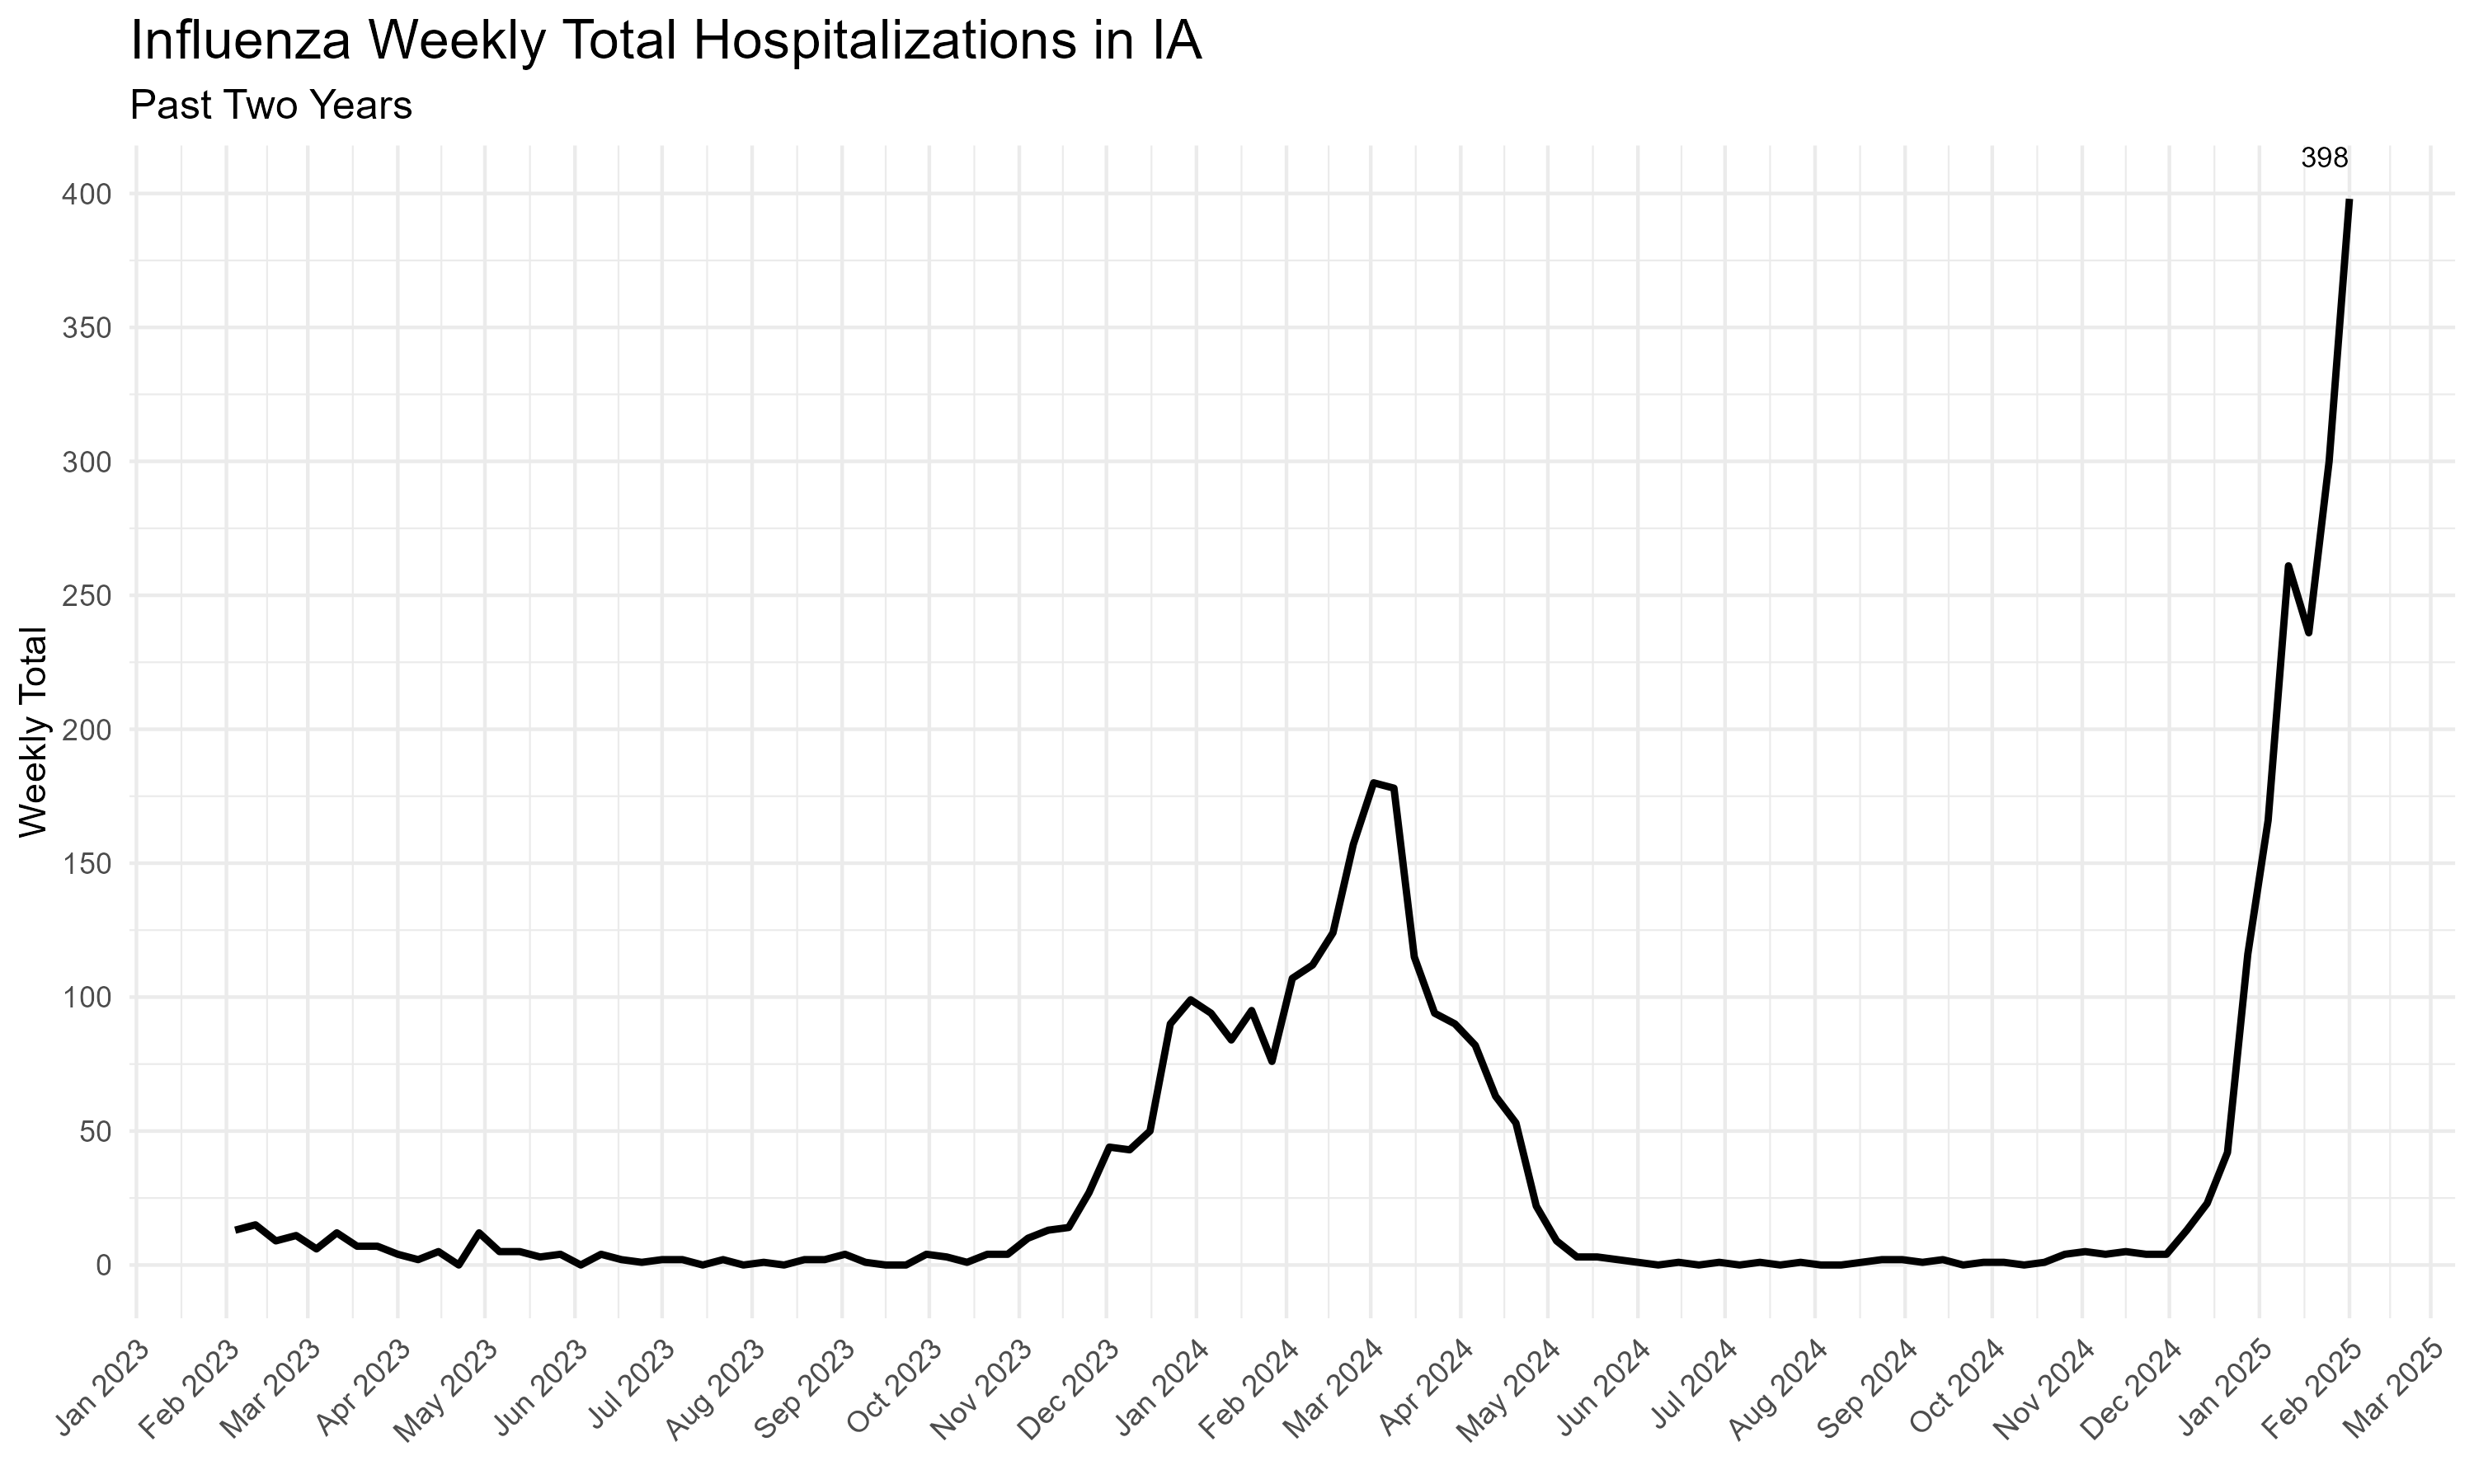 Influenza Weekly Total Hospitalizations in IA
Past Two Years
398
400
350
300
250
200
150
100
50
0
Weekly Total
Jan 2023
Feb 2023
Mar 2023
Apr 2023
May 2023
Jun 2023
Jul 2023
Aug 2023
Sep 2023
Oct 2023
Nov 2023
Dec 2023
Jan 2024
Feb 2024
Mar 2024
Apr 2024
May 2024
Jun 2024
Jul 2024
Aug 2024
Sep 2024
Oct 2024
Nov 2024
Dec 2024
Jan 2025
Feb 2025
Mar 2025